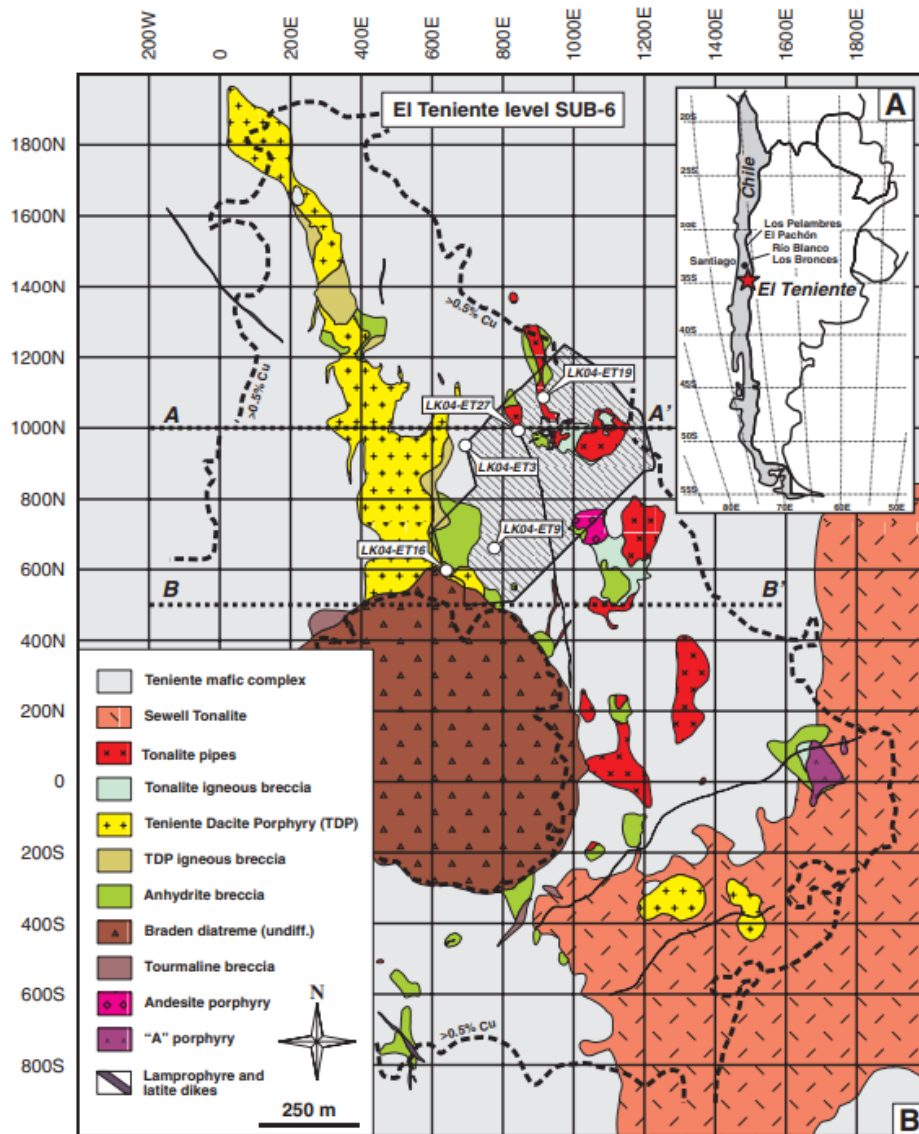 200W
0
200E
400E
600E
800E
1000E
1200E
1400E
1600E
1800E
El Teniente level SUB-6
A
20S
25S
30S
35S
40S
45S
50S
55S
80E
70E
60E
50E
Chile
Los Pelambres
El Pachón
Río Blanco
Los Bronces
Santiago
El Teniente
1800N
1600N
1400N
1200N
1000N
800N
600N
400N
200N
0
200S
400S
600S
800S
>0.5% Cu
>0.5% Cu
>0.5% Cu
LK04-ET19
LK04-ET27
LK04-ET3
LK04-ET9
LK04-ET16
A
A'
B
B'
Teniente mafic complex
Sewell Tonalite
Tonalite pipes
Tonalite igneous breccia
Teniente Dacite Porphyry (TDP)
TDP igneous breccia
Anhydrite breccia
Braden diatreme (undiff.)
Tourmaline breccia
Andesite porphyry
“A” porphyry
Lamprophyre and
latite dikes
N
250 m
B